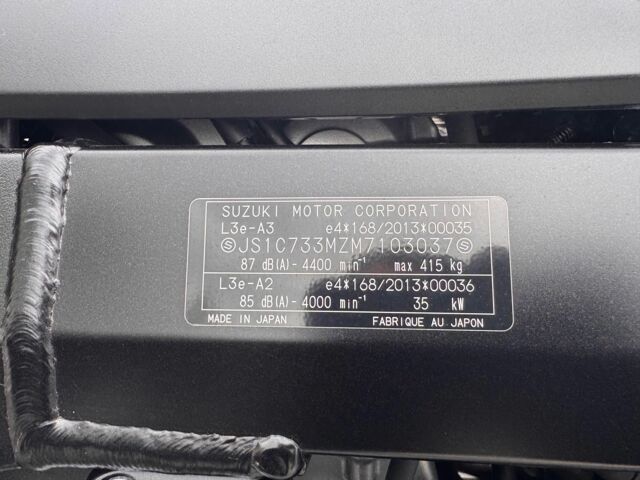 SUZUKI MOTOR CORPORATION
L3e-A3 e4*168/2013*00035
Ⓢ JS1C733MZM7103037 Ⓢ
87 dB(A)- 4400 min⁻¹ max 415 kg
L3e-A2 e4*168/2013*00036
85 dB(A)- 4000 min⁻¹ 35 kW
MADE IN JAPAN FABRIQUE AU JAPON